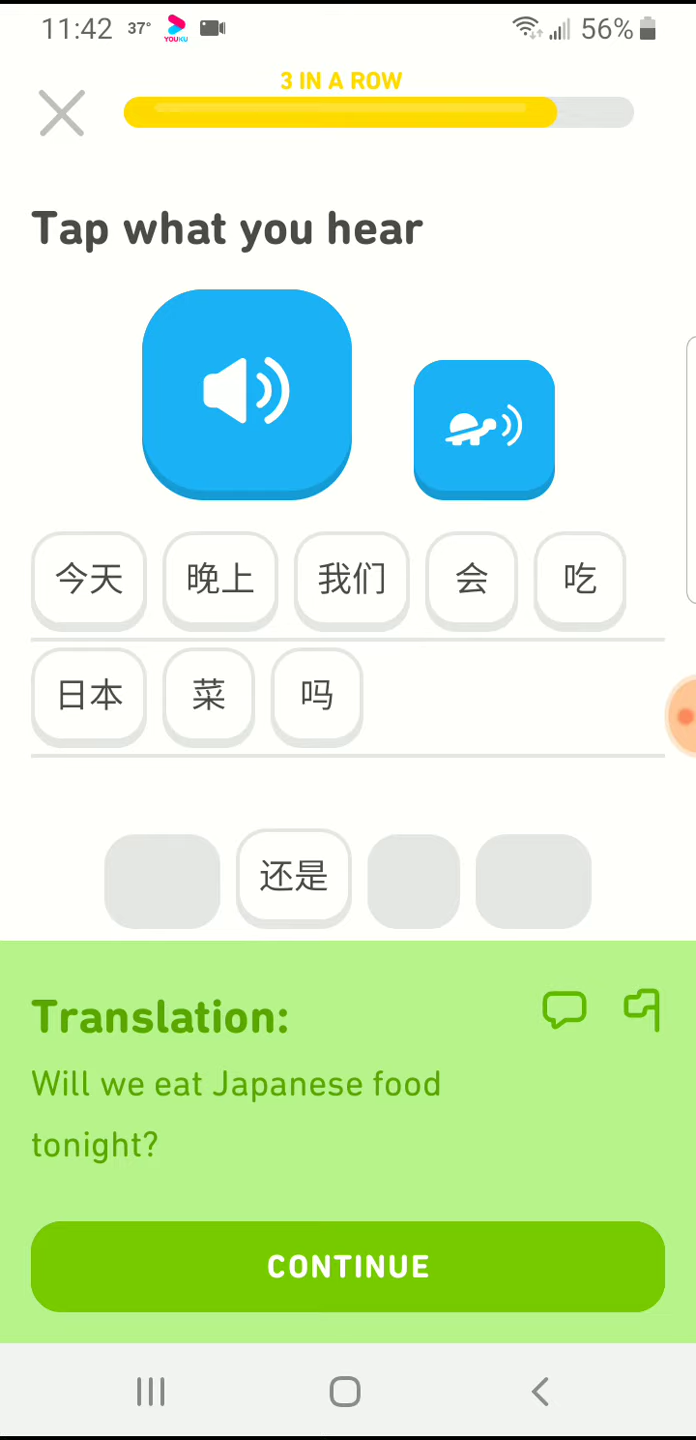 11:42 37° YOUKU 56%
3 IN A ROW
Tap what you hear
今天 晚上 我们 会 吃
日本 菜 吗
还是
Translation:
Will we eat Japanese food
tonight?
CONTINUE